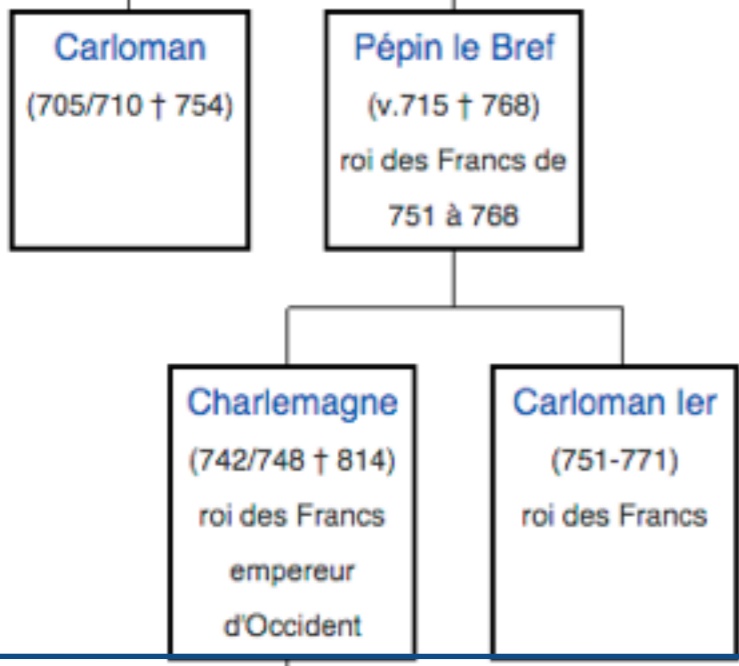 Carloman
(705/710 † 754)
Pépin le Bref
(v.715 † 768)
roi des Francs de
751 à 768
Charlemagne
(742/748 † 814)
roi des Francs
empereur
d'Occident
Carloman Ier
(751-771)
roi des Francs